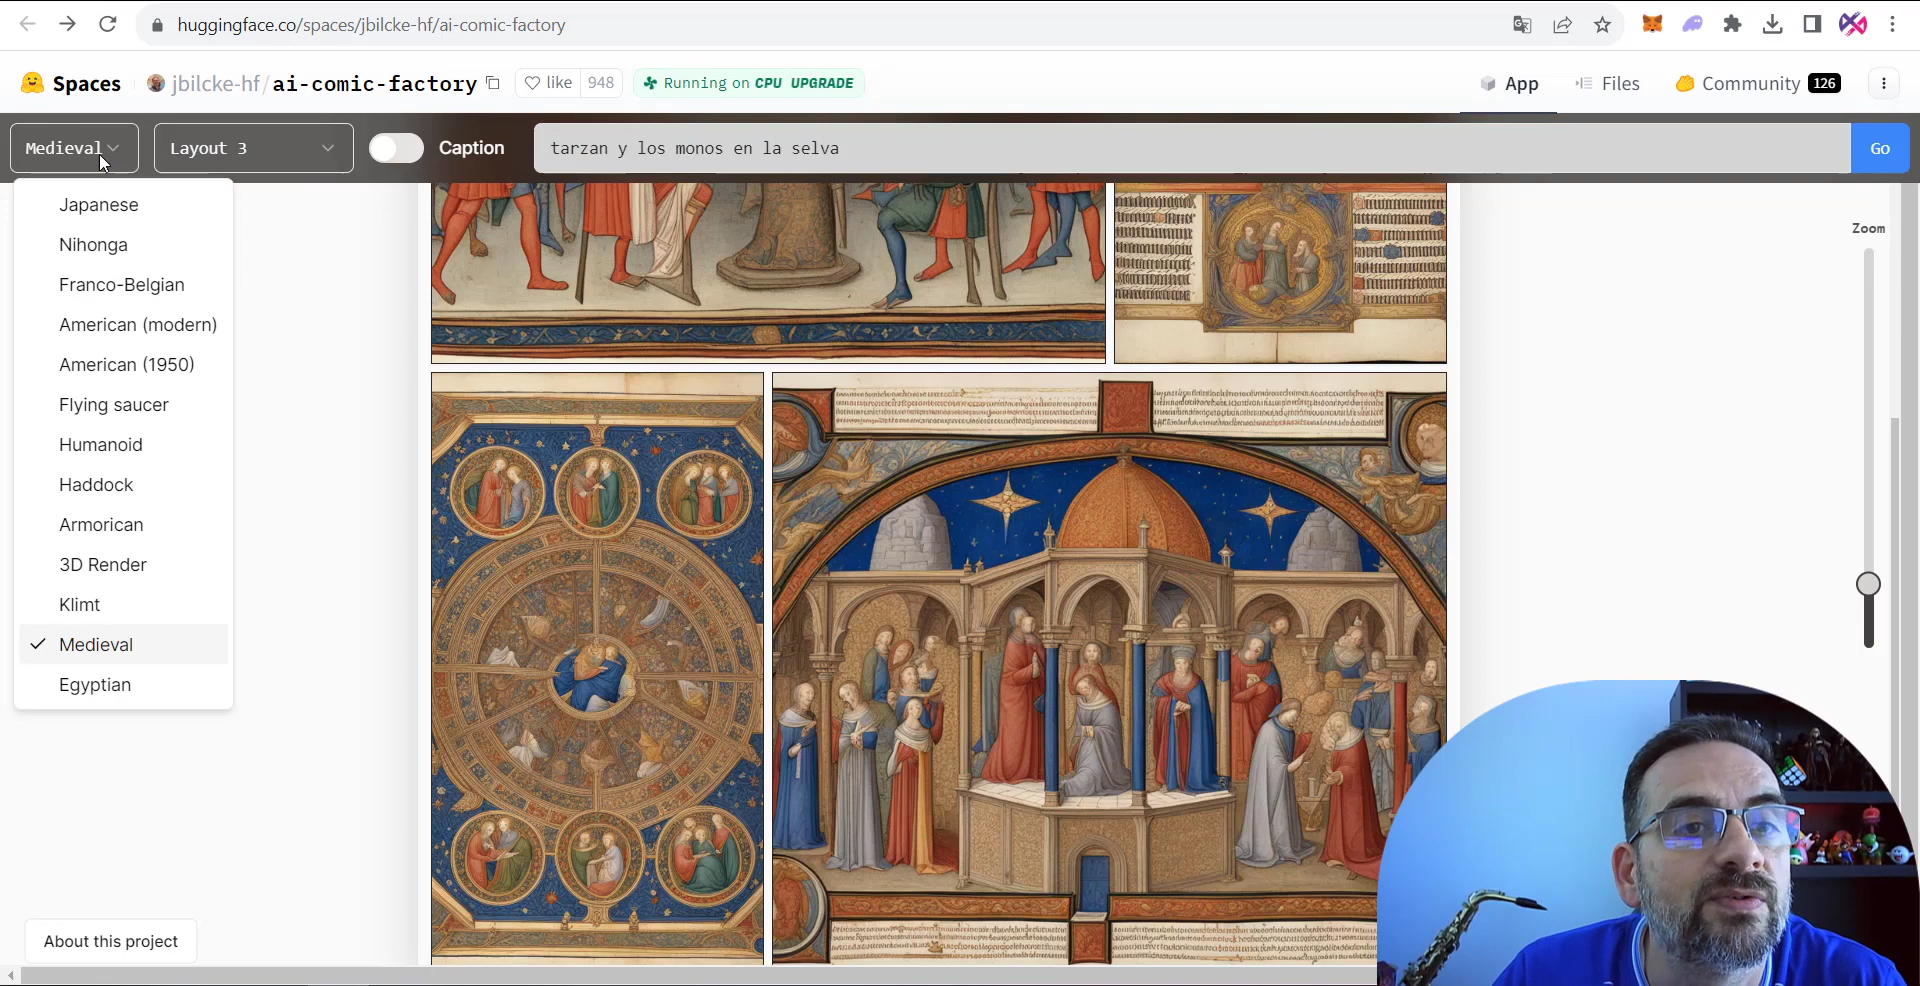 huggingface.co/spaces/jbilcke-hf/ai-comic-factory
Spaces
jbilcke-hf/ai-comic-factory
like 948
Running on CPU UPGRADE
App
Files
Community 126
Medieval
Layout 3
Caption
tarzan y los monos en la selva
Go
Japanese
Nihonga
Franco-Belgian
American (modern)
American (1950)
Flying saucer
Humanoid
Haddock
Armorican
3D Render
Klimt
Medieval
Egyptian
Zoom
About this project